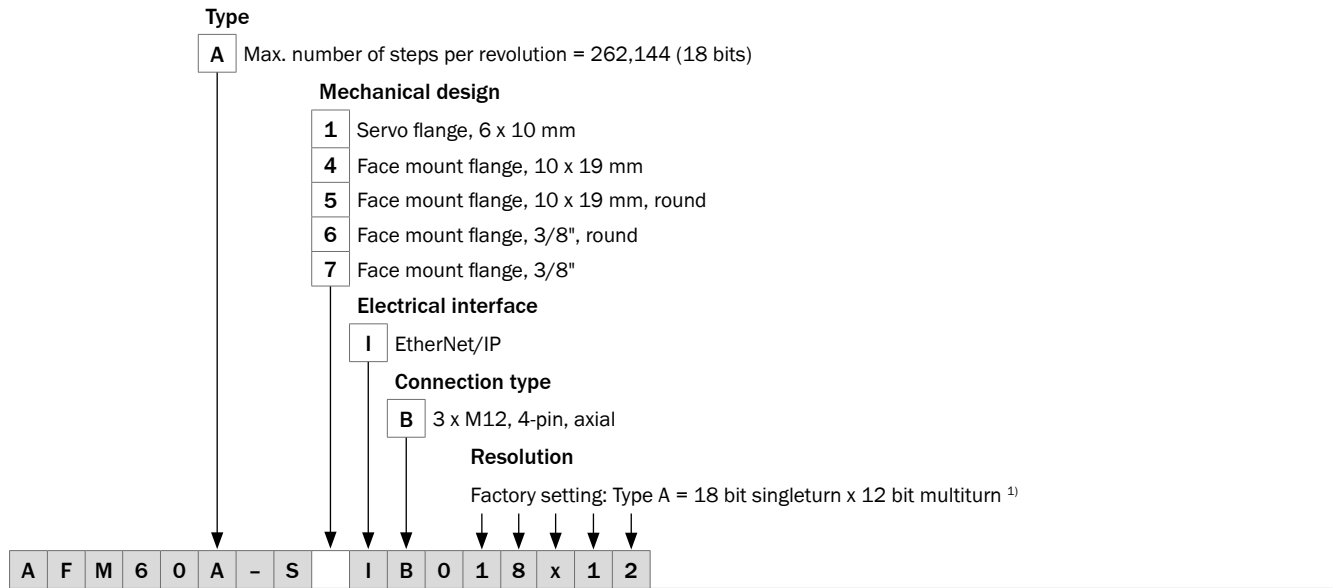 Type
A Max. number of steps per revolution = 262,144 (18 bits)
Mechanical design
1 Servo flange, 6 x 10 mm
4 Face mount flange, 10 x 19 mm
5 Face mount flange, 10 x 19 mm, round
6 Face mount flange, 3/8", round
7 Face mount flange, 3/8"
Electrical interface
I EtherNet/IP
Connection type
B 3 x M12, 4-pin, axial
Resolution
Factory setting: Type A = 18 bit singleturn x 12 bit multiturn 1)
A F M 6 0 A – S I B 0 1 8 x 1 2